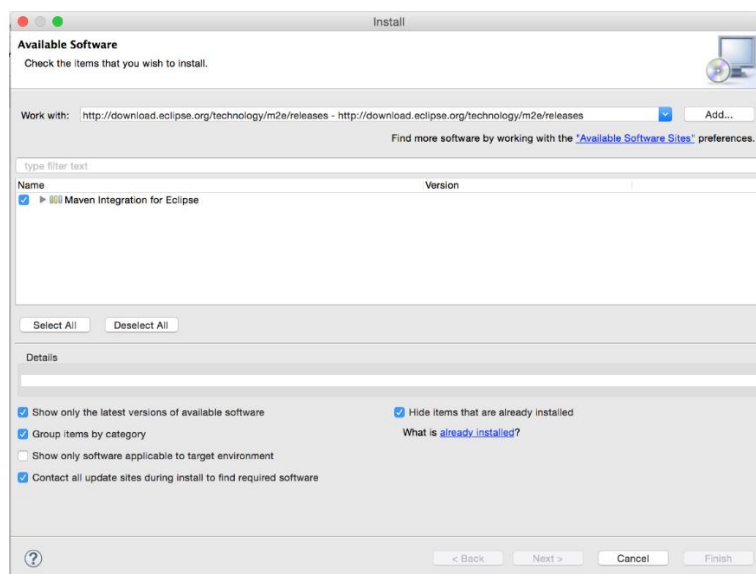 Install
Available Software
Check the items that you wish to install.
Work with: http://download.eclipse.org/technology/m2e/releases - http://download.eclipse.org/technology/m2e/releases Add...
Find more software by working with the "Available Software Sites" preferences.
type filter text
Name Version
Maven Integration for Eclipse
Select All Deselect All
Details
Show only the latest versions of available software Hide items that are already installed
Group items by category What is already installed?
Show only software applicable to target environment
Contact all update sites during install to find required software
? < Back Next > Cancel Finish